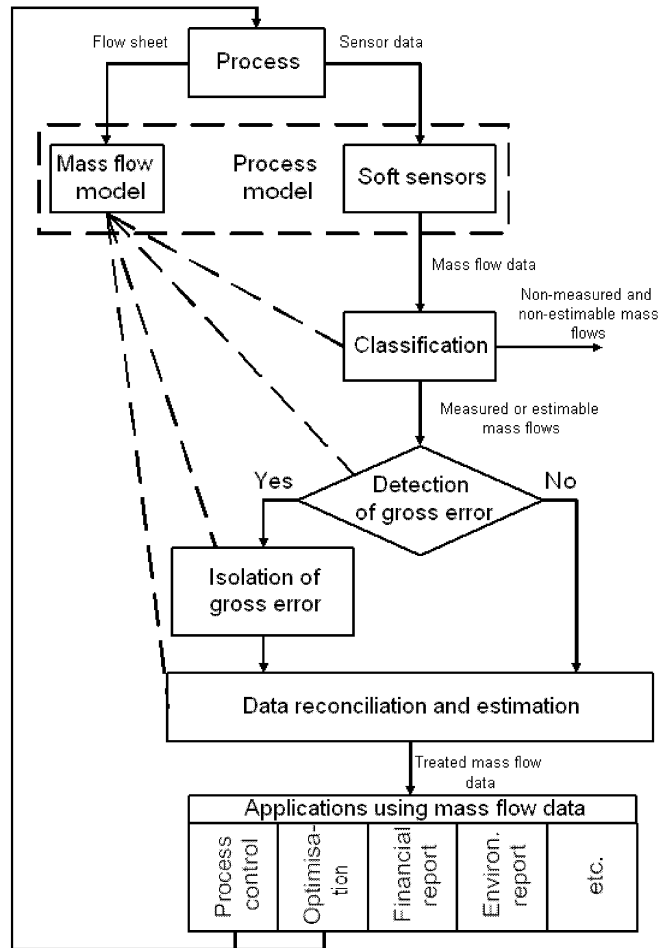 Flow sheet
Sensor data
Process
Mass flow
model
Process
model
Soft sensors
Mass flow data
Non-measured and
non-estimable mass
flows
Classification
Measured or estimable
mass flows
Yes
No
Detection
of gross error
Isolation of
gross error
Data reconciliation and estimation
Treated mass flow
data
Applications using mass flow data
Process
control
Optimisa-
tion
Financial
report
Environ.
report
etc.